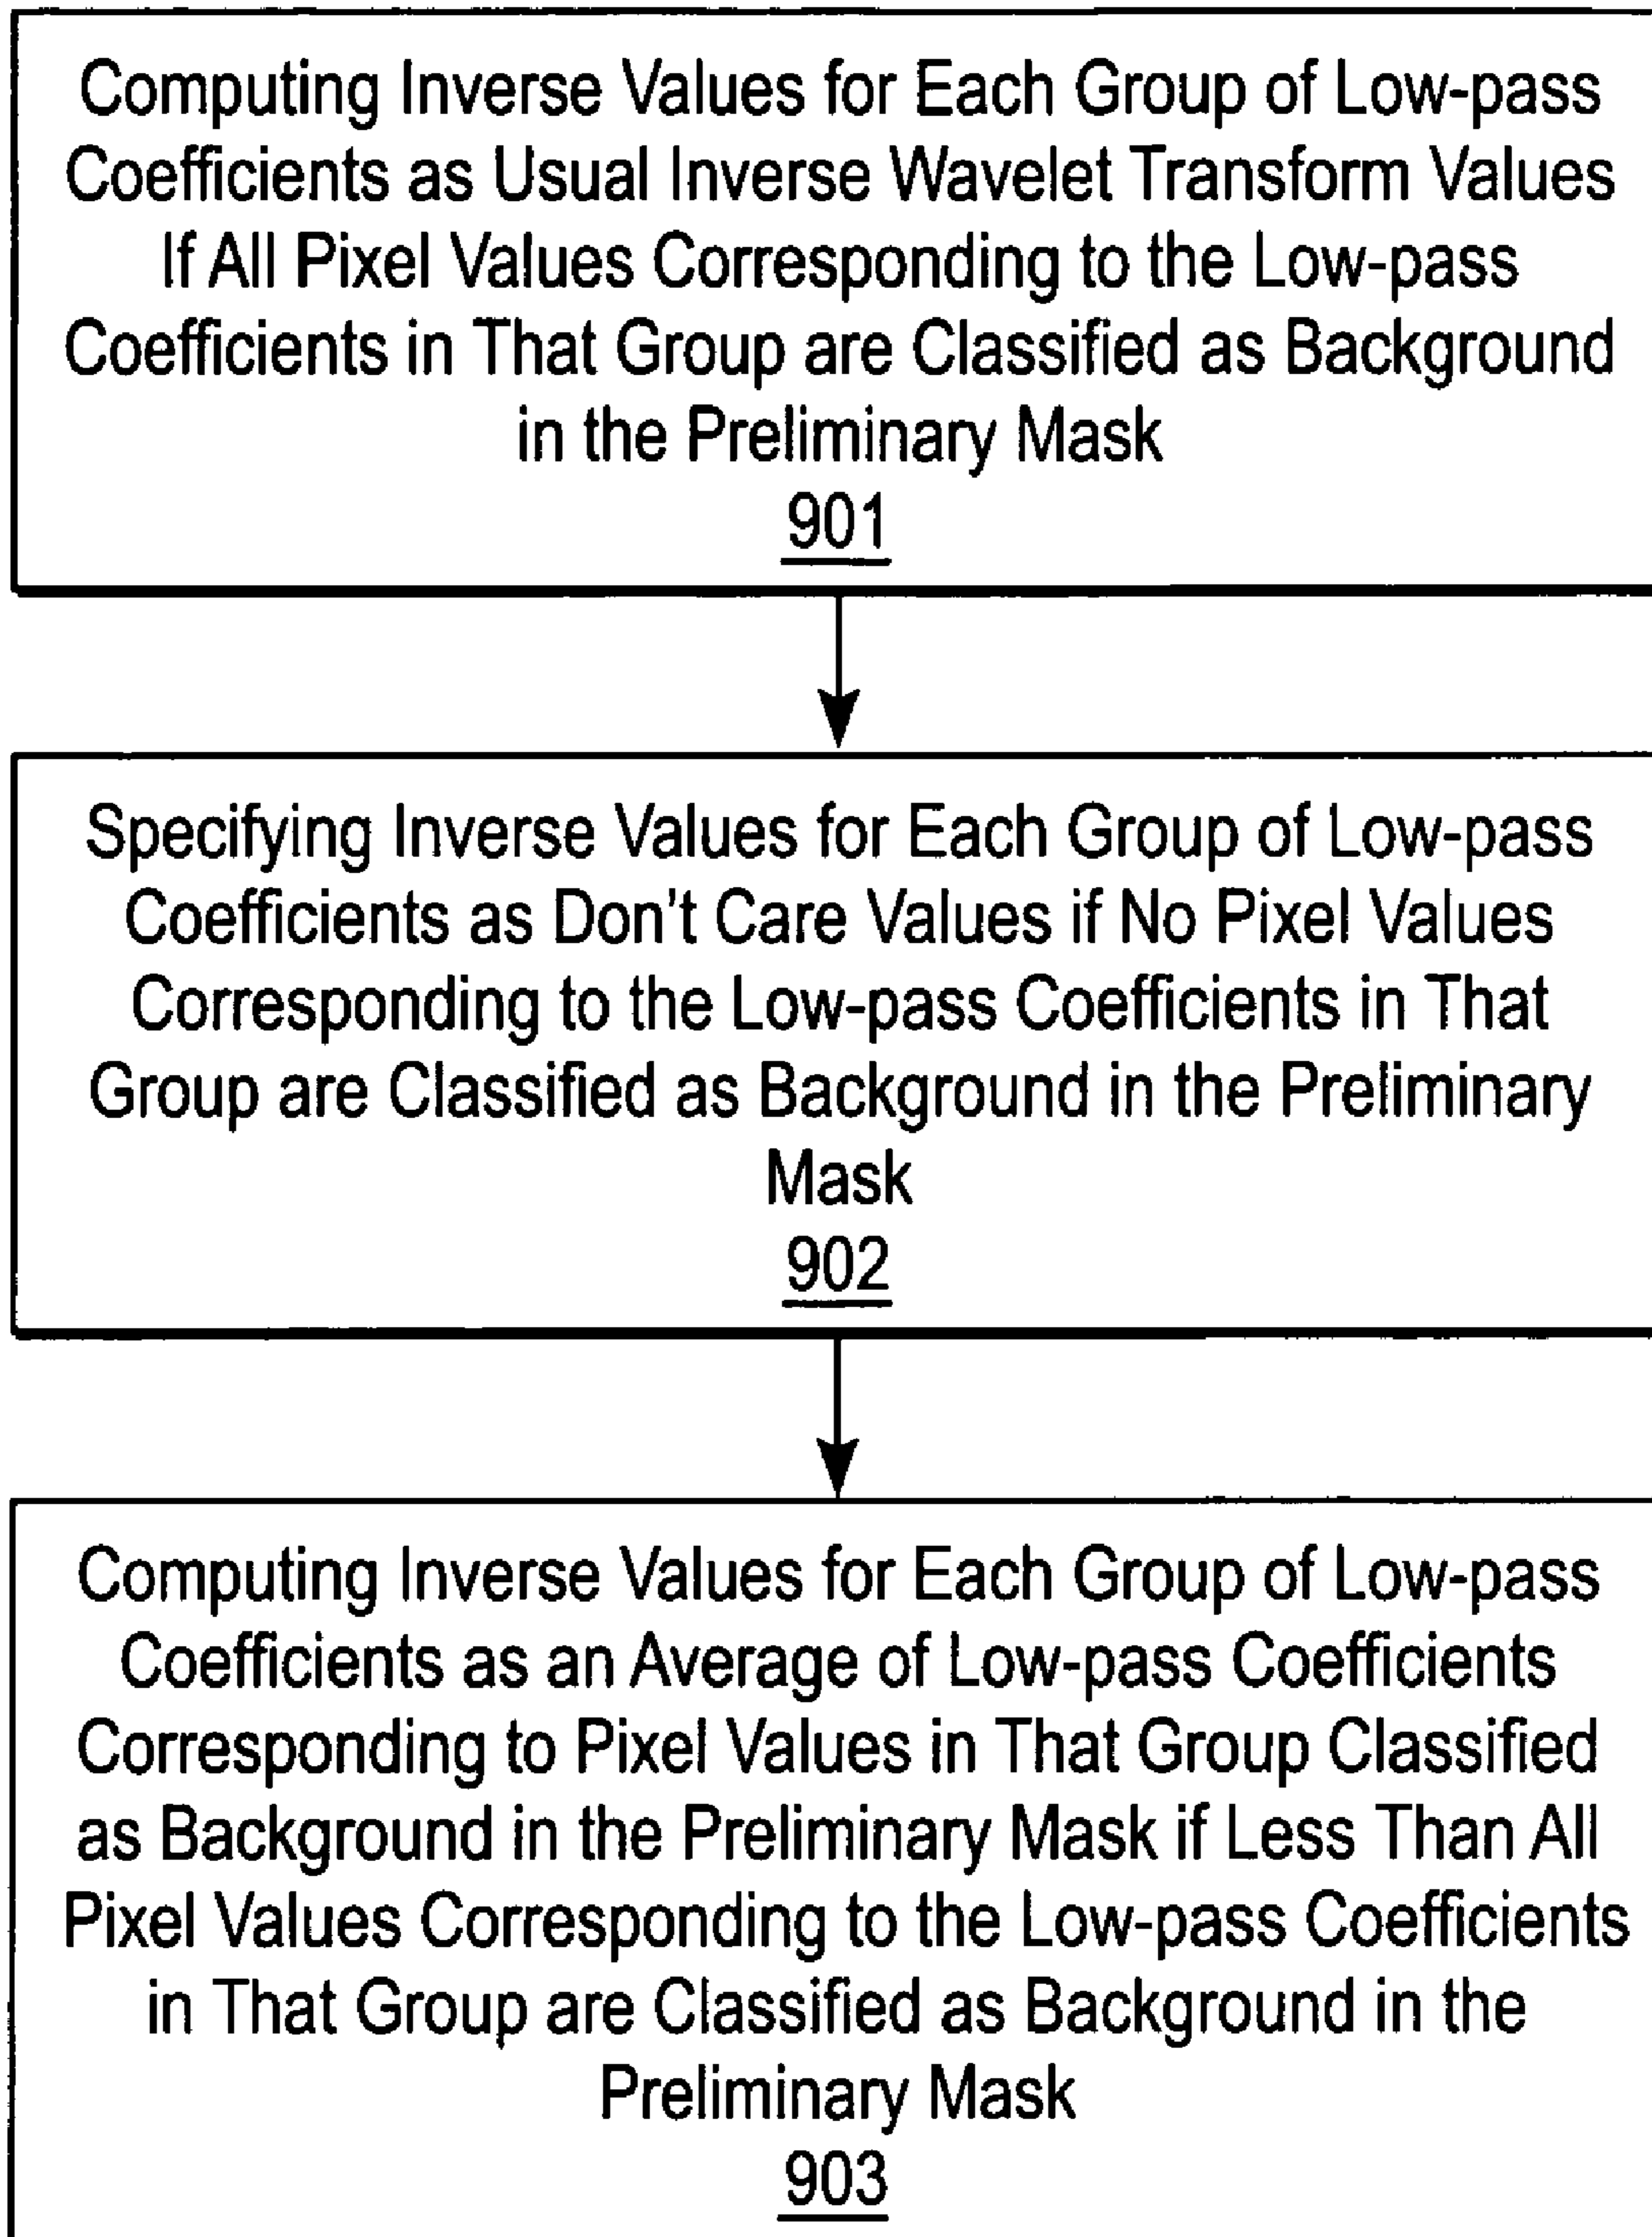 Computing Inverse Values for Each Group of Low-pass
Coefficients as Usual Inverse Wavelet Transform Values
If All Pixel Values Corresponding to the Low-pass
Coefficients in That Group are Classified as Background
in the Preliminary Mask
901
Specifying Inverse Values for Each Group of Low-pass
Coefficients as Don't Care Values if No Pixel Values
Corresponding to the Low-pass Coefficients in That
Group are Classified as Background in the Preliminary
Mask
902
Computing Inverse Values for Each Group of Low-pass
Coefficients as an Average of Low-pass Coefficients
Corresponding to Pixel Values in That Group Classified
as Background in the Preliminary Mask if Less Than All
Pixel Values Corresponding to the Low-pass Coefficients
in That Group are Classified as Background in the
Preliminary Mask
903